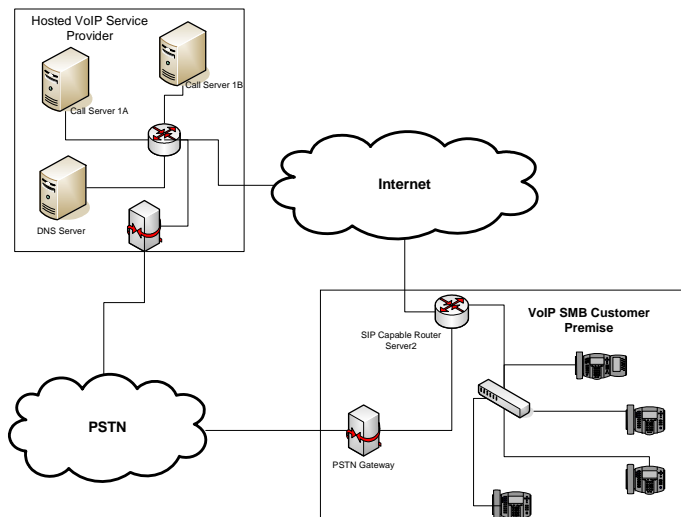 Hosted VoIP Service
Provider
Call Server 1B
Call Server 1A
DNS Server
Internet
SIP Capable Router
Server2
VoIP SMB Customer
Premise
PSTN
PSTN Gateway